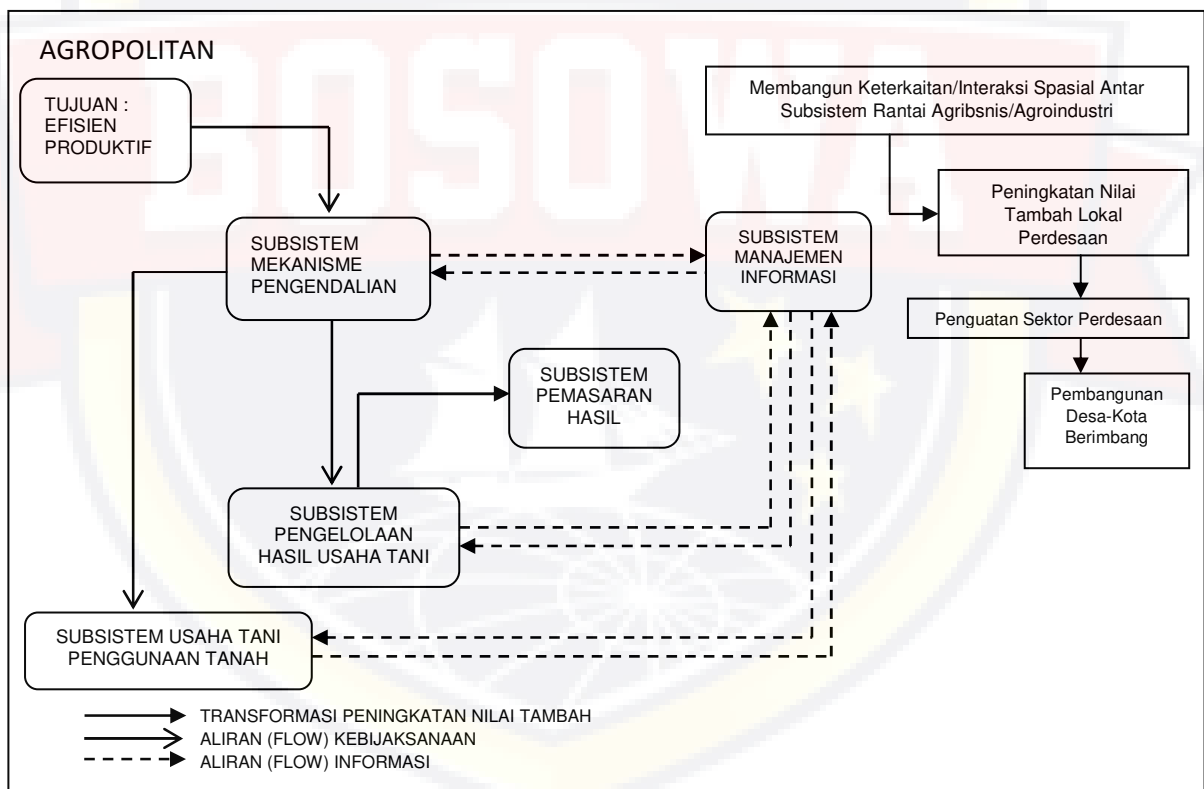 BOSOWA
AGROPOLITAN
TUJUAN :
EFISIEN
PRODUKTIF
Membangun Keterkaitan/Interaksi Spasial Antar
Subsistem Rantai Agribsnis/Agroindustri
Peningkatan Nilai
Tambah Lokal
Perdesaan
SUBSISTEM
MEKANISME
PENGENDALIAN
SUBSISTEM
MANAJEMEN
INFORMASI
Penguatan Sektor Perdesaan
SUBSISTEM
PEMASARAN
HASIL
Pembangunan
Desa-Kota
Berimbang
SUBSISTEM
PENGELOLAAN
HASIL USAHA TANI
SUBSISTEM USAHA TANI
PENGGUNAAN TANAH
TRANSFORMASI PENINGKATAN NILAI TAMBAH
ALIRAN (FLOW) KEBIJAKSANAAN
ALIRAN (FLOW) INFORMASI